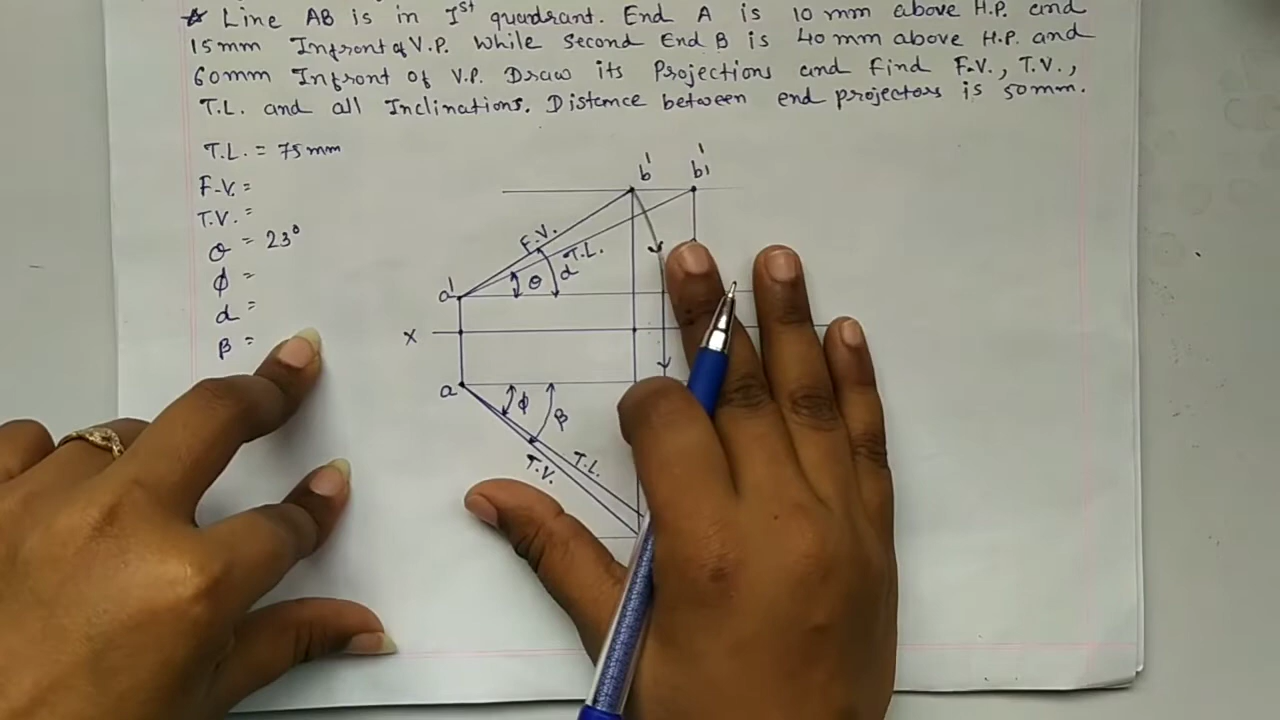 ☆ Line AB is in Ist quadrant. End A is 10 mm above H.P. and
15mm Infront of V.P. While Second End B is 40 mm above H.P. and
60mm Infront of V.P. Draw its Projections and find F.V., T.V.,
T.L. and all Inclinations. Distance between end projectors is 50mm.
T.L. = 75 mm
F.V. =
T.V. =
θ = 23°
ϕ =
α =
β =
b'
b1'
F.V.
T.L.
θ
α
a'
X
a
ϕ
β
T.V.
T.L.